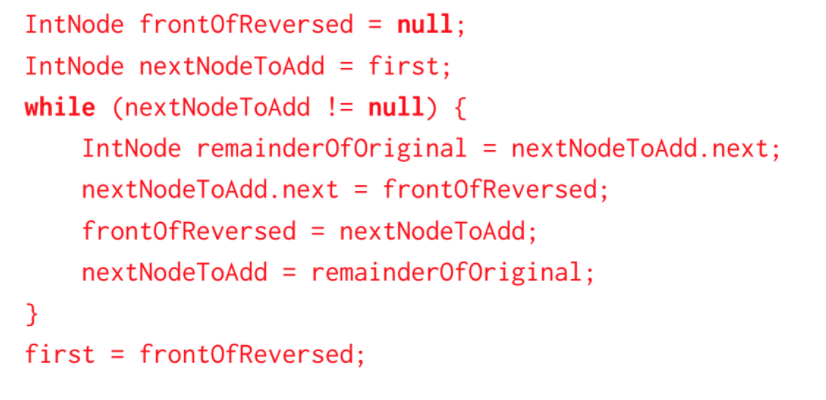 IntNode frontOfReversed = null;
IntNode nextNodeToAdd = first;
while (nextNodeToAdd != null) {
    IntNode remainderOfOriginal = nextNodeToAdd.next;
    nextNodeToAdd.next = frontOfReversed;
    frontOfReversed = nextNodeToAdd;
    nextNodeToAdd = remainderOfOriginal;
}
first = frontOfReversed;